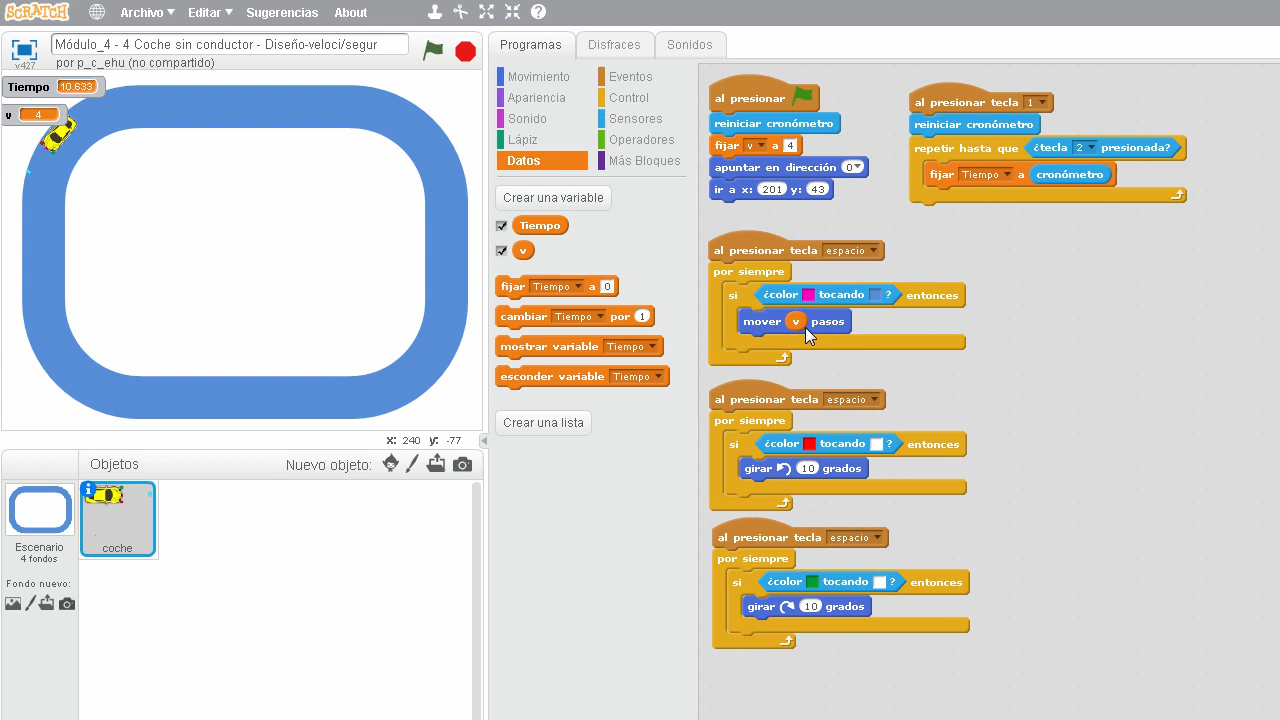 SCRATCH
Archivo
Editar
Sugerencias
About
v427
Módulo_4 - 4 Coche sin conductor - Diseño-veloci/segur
por p_c_ehu (no compartido)
Tiempo 10.633
v 4
x: 240 y: -77
Objetos
Nuevo objeto:
Escenario
4 fondos
Fondo nuevo:
coche
Programas
Disfraces
Sonido
Movimiento
Eventos
Apariencia
Control
Sonido
Sensores
Lápiz
Operadores
Datos
Más Bloques
Crear una variable
Tiempo
v
fijar Tiempo a 0
cambiar Tiempo por 1
mostrar variable Tiempo
esconder variable Tiempo
Crear una lista
al presionar
reiniciar cronómetro
fijar v a 4
apuntar en dirección 0
ir a x: 201 y: 43
al presionar tecla 1
reiniciar cronómetro
repetir hasta que ¿tecla 2 presionada?
fijar Tiempo a cronómetro
al presionar tecla espacio
por siempre
si ¿color tocando ? entonces
mover v pasos
al presionar tecla espacio
por siempre
si ¿color tocando ? entonces
girar 10 grados
al presionar tecla espacio
por siempre
si ¿color tocando ? entonces
girar 10 grados